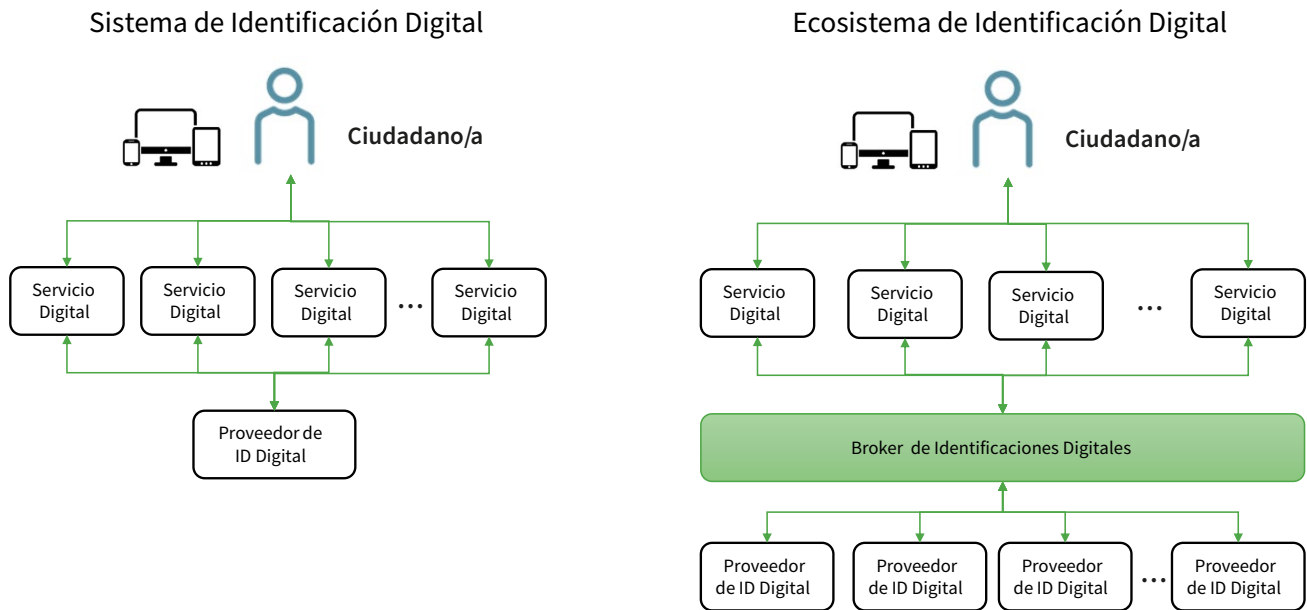 Sistema de Identificación Digital
Ciudadano/a
Servicio
Digital
Servicio
Digital
Servicio
Digital
...
Servicio
Digital
Proveedor de
ID Digital
Ecosistema de Identificación Digital
Ciudadano/a
Servicio
Digital
Servicio
Digital
Servicio
Digital
...
Servicio
Digital
Broker de Identificaciones Digitales
Proveedor
de ID Digital
Proveedor
de ID Digital
Proveedor
de ID Digital
...
Proveedor
de ID Digital